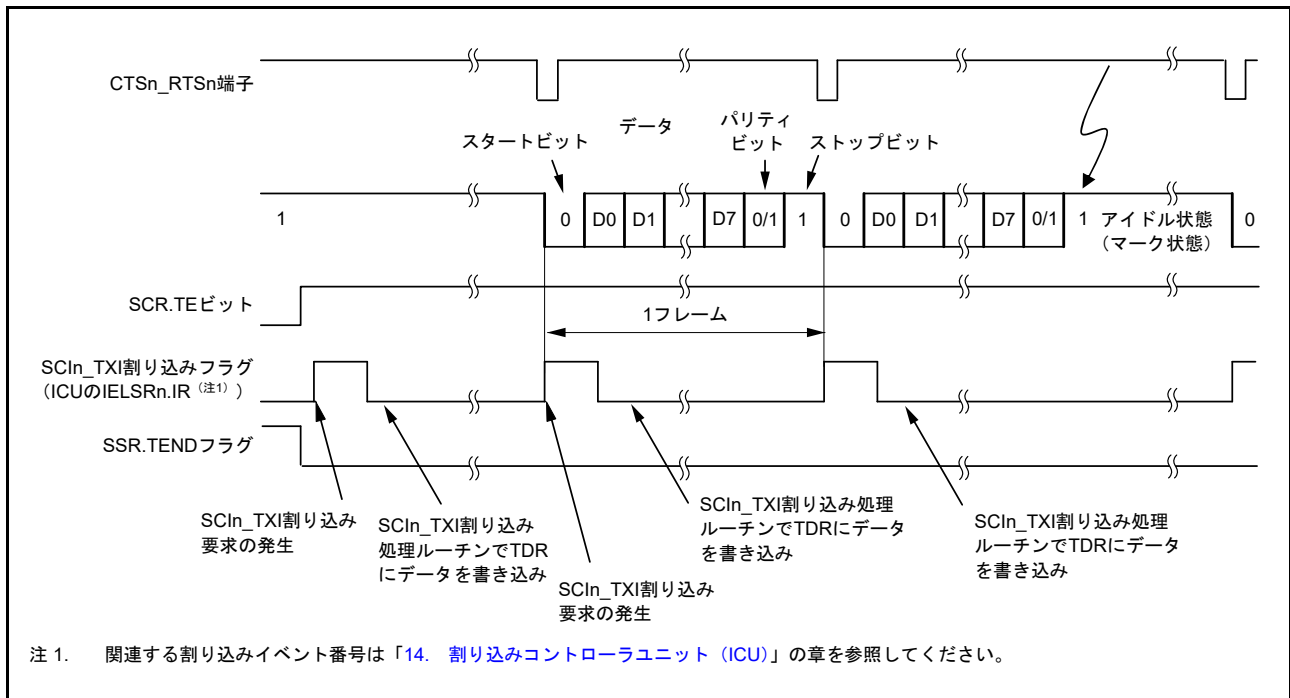 CTSn_RTSn端子
データ
パリティ
ビット
スタートビット
ストップビット
1
0
D0
D1
D7
0/1
1
0
D0
D1
D7
0/1
1
アイドル状態
（マーク状態）
0
SCR.TEビット
1フレーム
SCIn_TXI割り込みフラグ
（ICUのIELSRn.IR（注1））
SSR.TENDフラグ
SCIn_TXI割り込み
要求の発生
SCIn_TXI割り込み
処理ルーチンでTDR
にデータを書き込み
SCIn_TXI割り込み
要求の発生
SCIn_TXI割り込み処理
ルーチンでTDRにデータ
を書き込み
SCIn_TXI割り込み処理
ルーチンでTDRにデータ
を書き込み
注 1. 関連する割り込みイベント番号は「14. 割り込みコントローラユニット（ICU）」の章を参照してください。